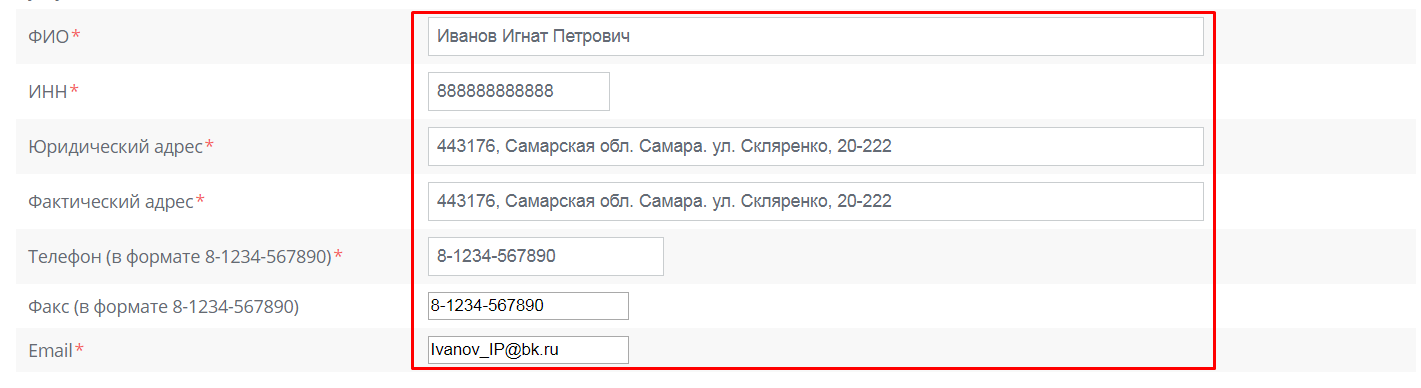 ФИО* Иванов Игнат Петрович
ИНН* 888888888888
Юридический адрес* 443176, Самарская обл. Самара. ул. Скляренко, 20-222
Фактический адрес* 443176, Самарская обл. Самара. ул. Скляренко, 20-222
Телефон (в формате 8-1234-567890)* 8-1234-567890
Факс (в формате 8-1234-567890) 8-1234-567890
Email* Ivanov_IP@bk.ru